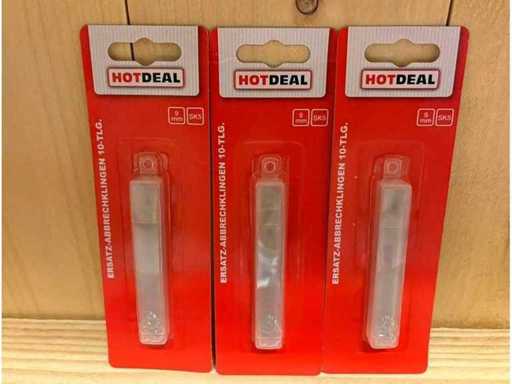 HOTDEAL
9 mm
SK5
ERSATZ-ABBRECHKLINGEN 10-TLG.
HOTDEAL
9 mm
SK5
ERSATZ-ABBRECHKLINGEN 10-TLG.
HOTDEAL
9 mm
SK5
ERSATZ-ABBRECHKLINGEN 10-TLG.